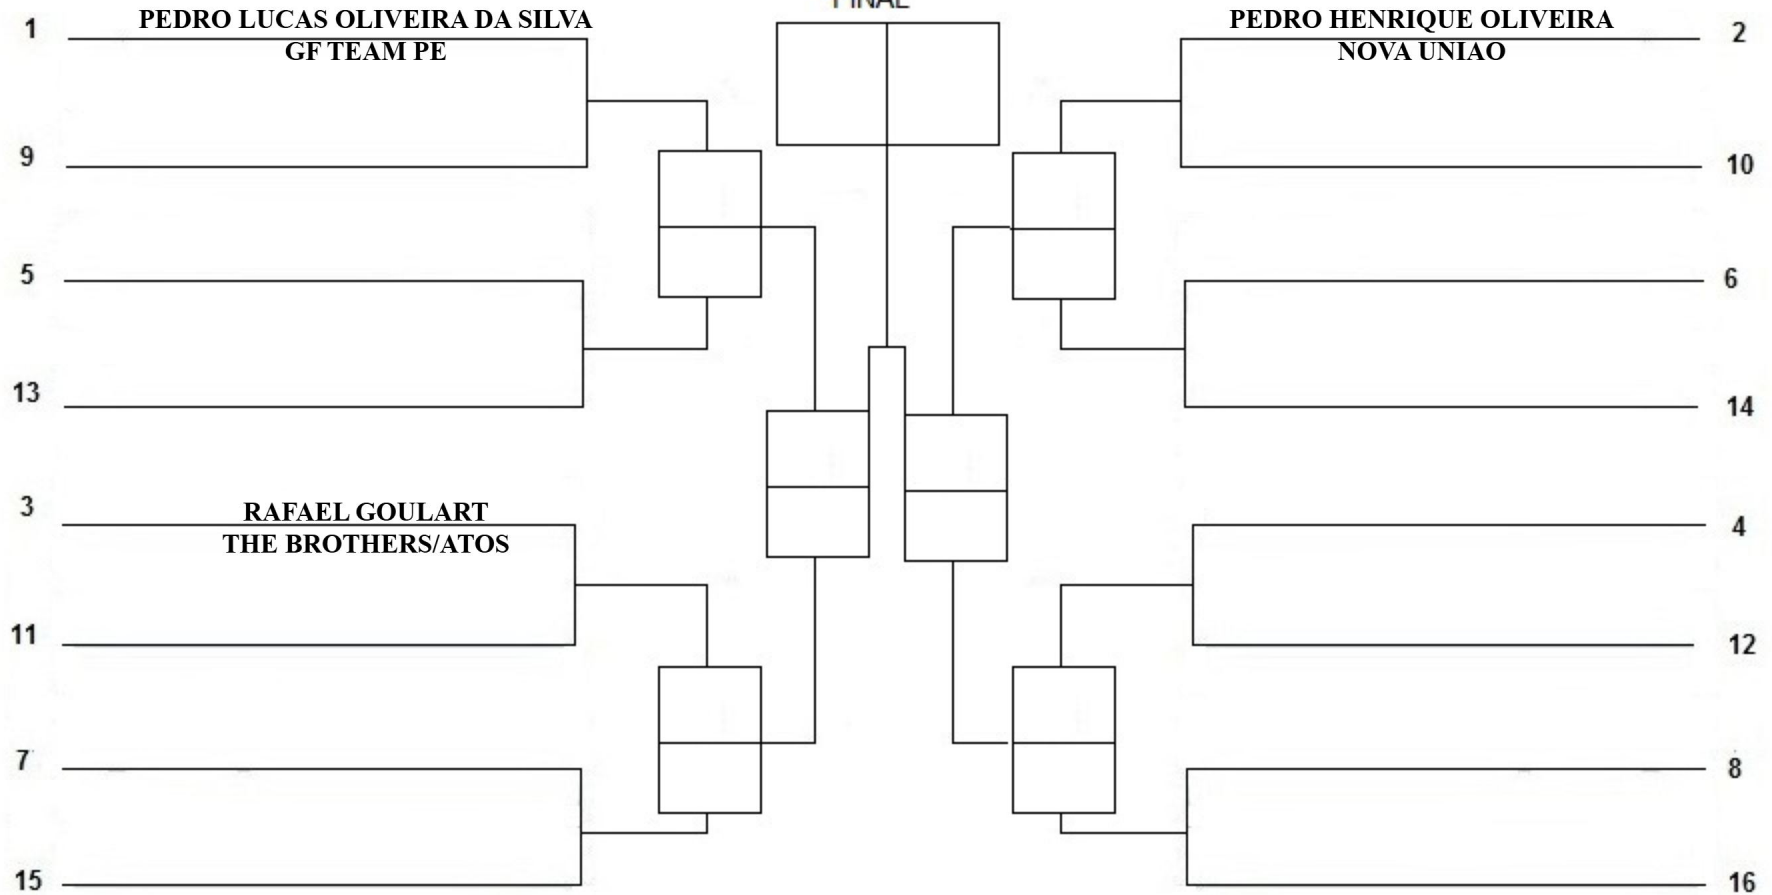 FINAL
1
PEDRO LUCAS OLIVEIRA DA SILVA
GF TEAM PE
9
5
13
3
RAFAEL GOULART
THE BROTHERS/ATOS
11
7
15
PEDRO HENRIQUE OLIVEIRA
NOVA UNIAO
2
10
6
14
4
12
8
16